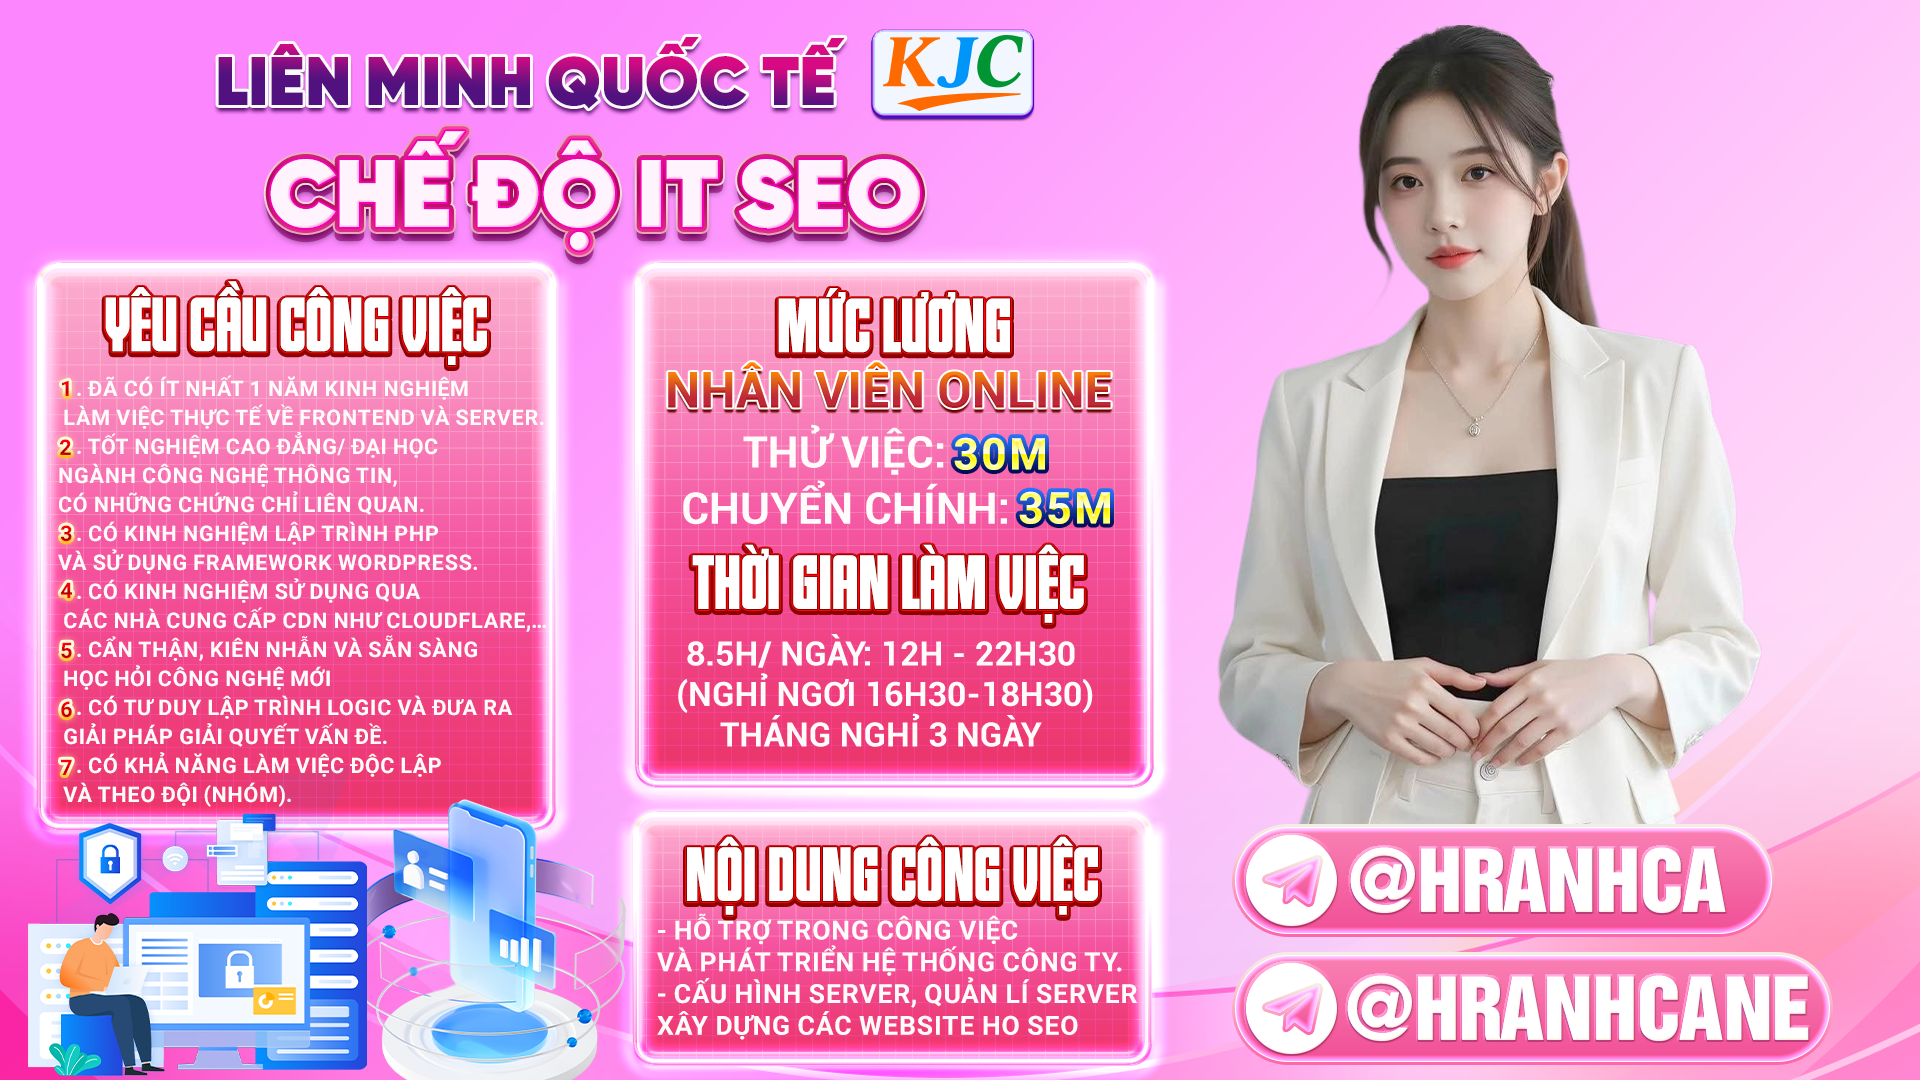 LIÊN MINH QUỐC TẾ
KJC
CHẾ ĐỘ IT SEO
YÊU CẦU CÔNG VIỆC
1. ĐÃ CÓ ÍT NHẤT 1 NĂM KINH NGHIỆM
LÀM VIỆC THỰC TẾ VỀ FRONTEND VÀ SERVER.
2. TỐT NGHIỆM CAO ĐẲNG/ ĐẠI HỌC
NGÀNH CÔNG NGHỆ THÔNG TIN,
CÓ NHỮNG CHỨNG CHỈ LIÊN QUAN.
3. CÓ KINH NGHIỆM LẬP TRÌNH PHP
VÀ SỬ DỤNG FRAMEWORK WORDPRESS.
4. CÓ KINH NGHIỆM SỬ DỤNG QUA
CÁC NHÀ CUNG CẤP CDN NHƯ CLOUDFLARE,...
5. CẨN THẬN, KIÊN NHẪN VÀ SẴN SÀNG
HỌC HỎI CÔNG NGHỆ MỚI
6. CÓ TƯ DUY LẬP TRÌNH LOGIC VÀ ĐƯA RA
GIẢI PHÁP GIẢI QUYẾT VẤN ĐỀ.
7. CÓ KHẢ NĂNG LÀM VIỆC ĐỘC LẬP
VÀ THEO ĐỘI (NHÓM).
MỨC LƯƠNG
NHÂN VIÊN ONLINE
THỬ VIỆC: 30M
CHUYỂN CHÍNH: 35M
THỜI GIAN LÀM VIỆC
8.5H/ NGÀY: 12H - 22H30
(NGHỈ NGƠI 16H30-18H30)
THÁNG NGHỈ 3 NGÀY
NỘI DUNG CÔNG VIỆC
- HỖ TRỢ TRONG CÔNG VIỆC
VÀ PHÁT TRIỂN HỆ THỐNG CÔNG TY.
- CẤU HÌNH SERVER, QUẢN LÍ SERVER
XÂY DỰNG CÁC WEBSITE HO SEO
@HRANHCA
@HRANHCANE